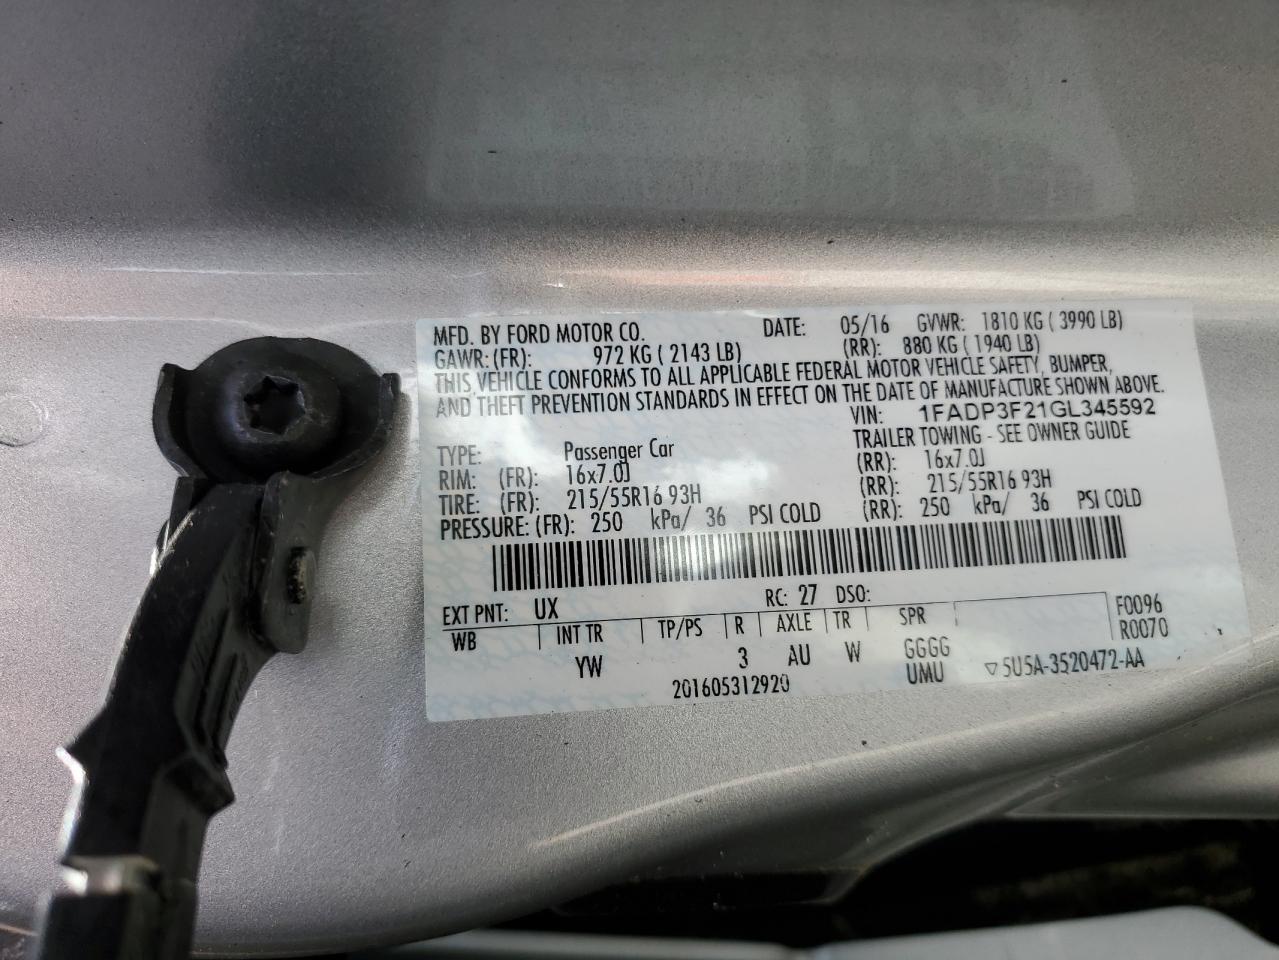 MFD. BY FORD MOTOR CO. DATE: 05/16 GVWR: 1810 KG ( 3990 LB)
GAWR: (FR): 972 KG ( 2143 LB) (RR): 880 KG ( 1940 LB)
THIS VEHICLE CONFORMS TO ALL APPLICABLE FEDERAL MOTOR VEHICLE SAFETY, BUMPER,
AND THEFT PREVENTION STANDARDS IN EFFECT ON THE DATE OF MANUFACTURE SHOWN ABOVE.
VIN: 1FADP3F21GL345592
TYPE: Passenger Car TRAILER TOWING - SEE OWNER GUIDE
RIM: (FR): 16x7.0J (RR): 16x7.0J
TIRE: (FR): 215/55R16 93H (RR): 215/55R16 93H
PRESSURE: (FR): 250 kPa/ 36 PSI COLD (RR): 250 kPa/ 36 PSI COLD
EXT PNT: UX RC: 27 DSO:
WB INT TR TP/PS R AXLE TR SPR F0096
R0070
YW 3 AU W GGGG
201605312920 UMU ▽5U5A-3520472-AA